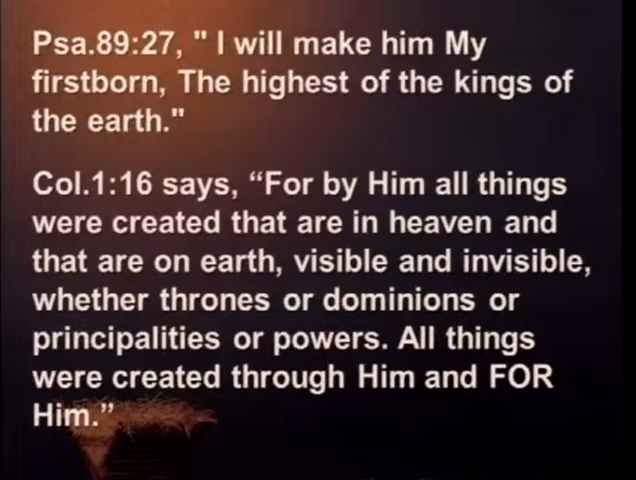 Psa.89:27, " I will make him My
firstborn, The highest of the kings of
the earth."
Col.1:16 says, “For by Him all things
were created that are in heaven and
that are on earth, visible and invisible,
whether thrones or dominions or
principalities or powers. All things
were created through Him and FOR
Him.”